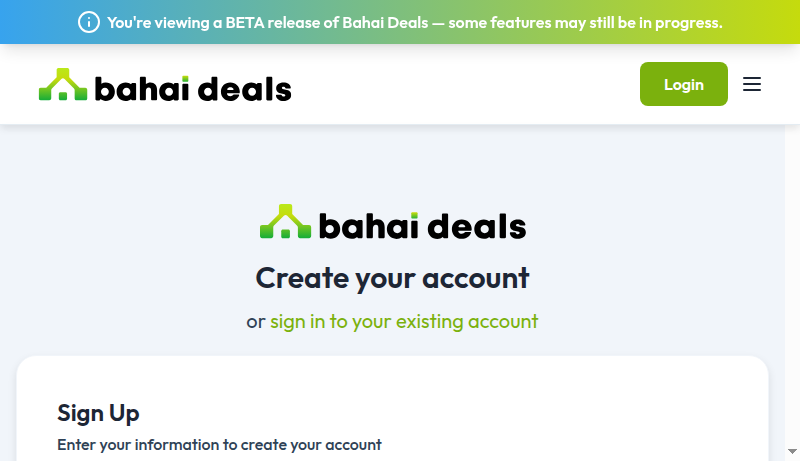 You're viewing a BETA release of Bahai Deals — some features may still be in progress.
bahai deals
Login
bahai deals
Create your account
or sign in to your existing account
Sign Up
Enter your information to create your account